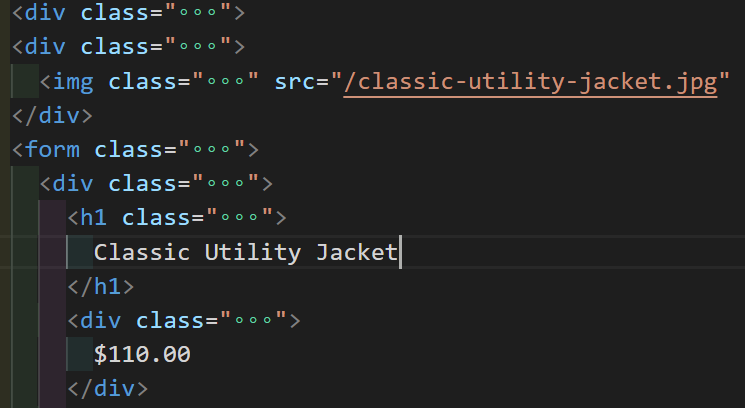 <div class="◦◦◦">
<div class="◦◦◦">
<img class="◦◦◦" src="/classic-utility-jacket.jpg"
</div>
<form class="◦◦◦">
<div class="◦◦◦">
<h1 class="◦◦◦">
Classic Utility Jacket
</h1>
<div class="◦◦◦">
$110.00
</div>